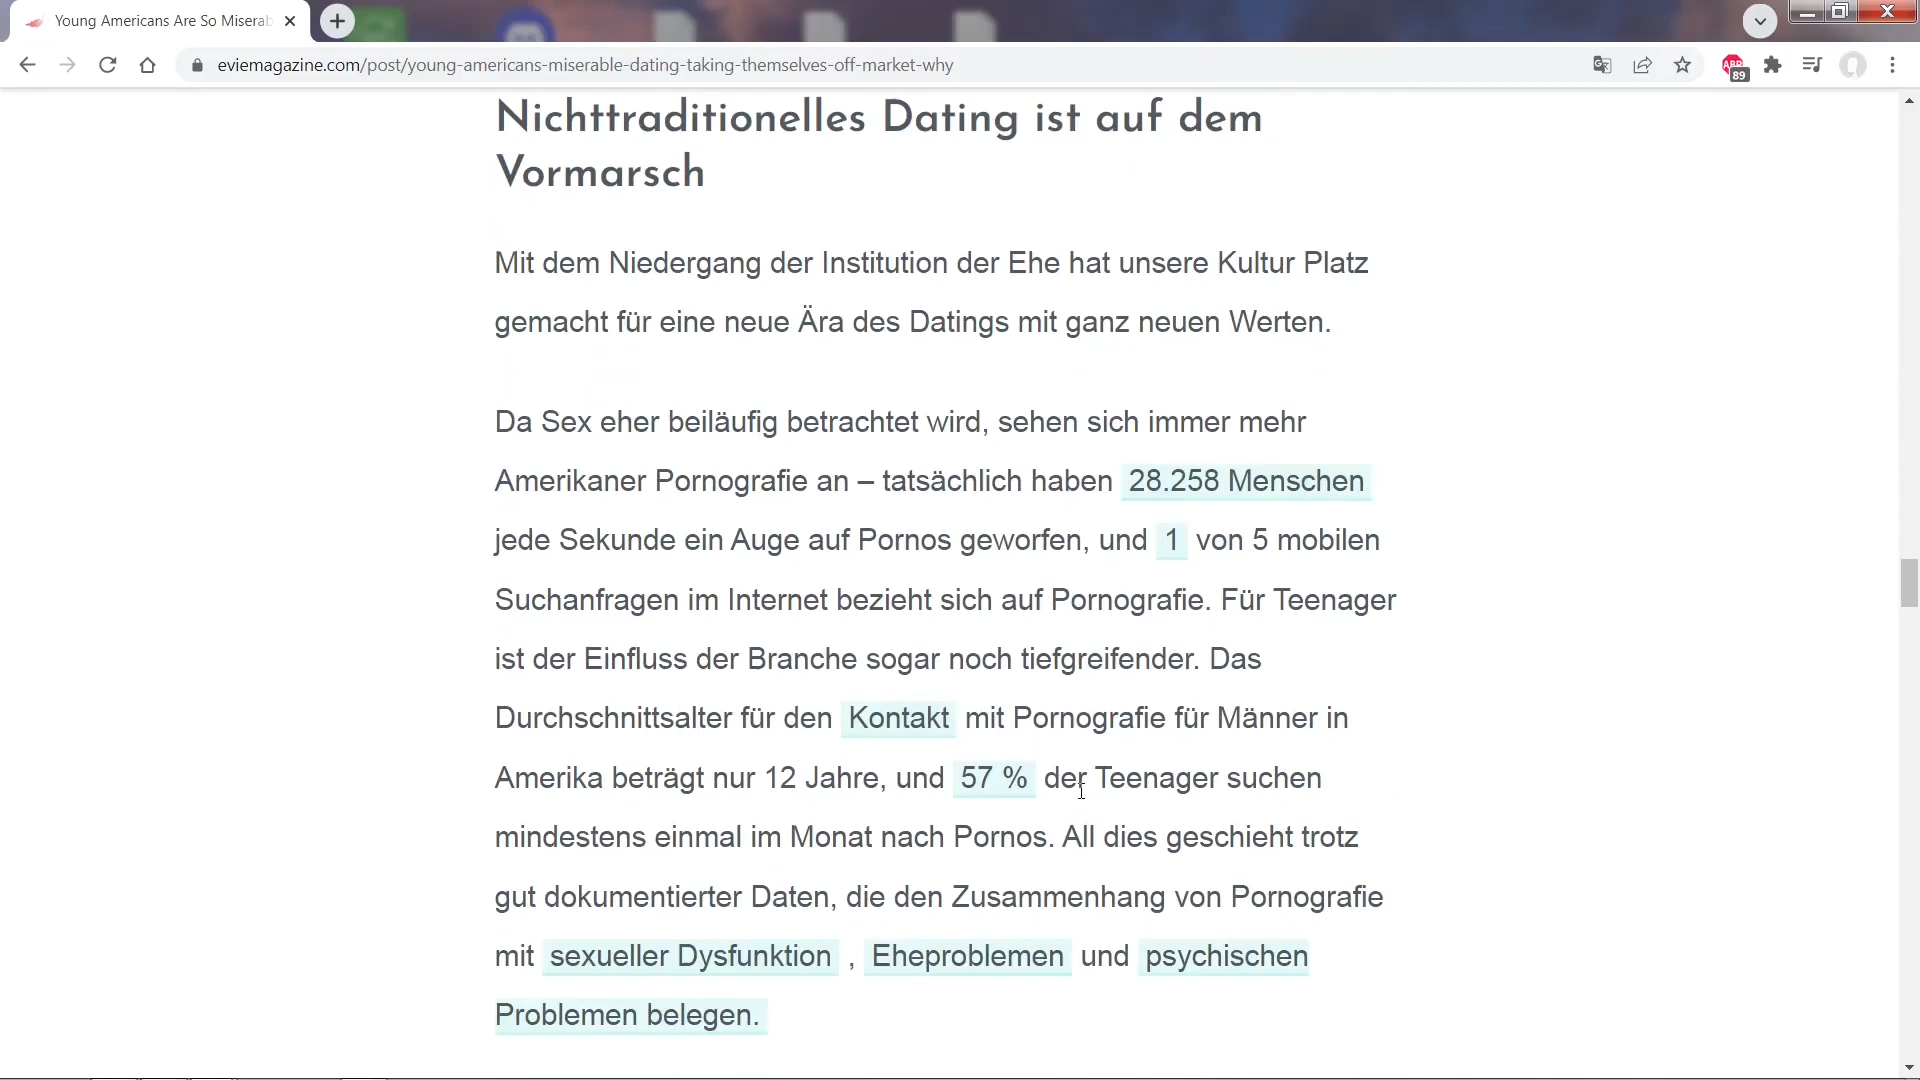 Young Americans Are So Miserab
eviemagazine.com/post/young-americans-miserable-dating-taking-themselves-off-market-why
ABP
89
Nichttraditionelles Dating ist auf dem
Vormarsch
Mit dem Niedergang der Institution der Ehe hat unsere Kultur Platz
gemacht für eine neue Ära des Datings mit ganz neuen Werten.
Da Sex eher beiläufig betrachtet wird, sehen sich immer mehr
Amerikaner Pornografie an – tatsächlich haben 28.258 Menschen
jede Sekunde ein Auge auf Pornos geworfen, und 1 von 5 mobilen
Suchanfragen im Internet bezieht sich auf Pornografie. Für Teenager
ist der Einfluss der Branche sogar noch tiefgreifender. Das
Durchschnittsalter für den Kontakt mit Pornografie für Männer in
Amerika beträgt nur 12 Jahre, und 57 % der Teenager suchen
mindestens einmal im Monat nach Pornos. All dies geschieht trotz
gut dokumentierter Daten, die den Zusammenhang von Pornografie
mit sexueller Dysfunktion , Eheproblemen und psychischen
Problemen belegen.